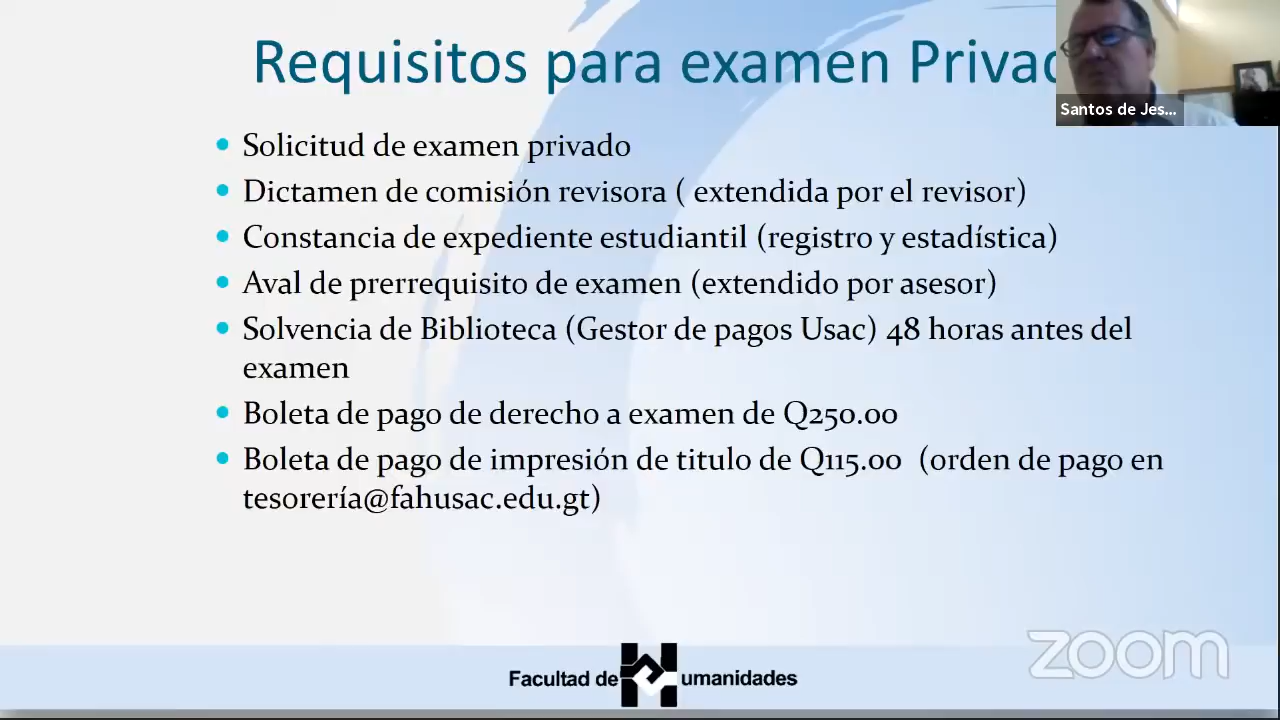 Requisitos para examen Privad
Santos de Jes...
Solicitud de examen privado
Dictamen de comisión revisora ( extendida por el revisor)
Constancia de expediente estudiantil (registro y estadística)
Aval de prerrequisito de examen (extendido por asesor)
Solvencia de Biblioteca (Gestor de pagos Usac) 48 horas antes del
examen
Boleta de pago de derecho a examen de Q250.00
Boleta de pago de impresión de titulo de Q115.00 (orden de pago en
tesorería@fahusac.edu.gt)
Facultad de Humanidades
zoom